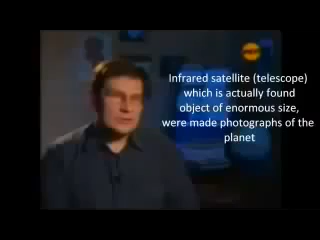 Infrared satellite (telescope)
which is actually found
object of enormous size,
were made photographs of the
planet